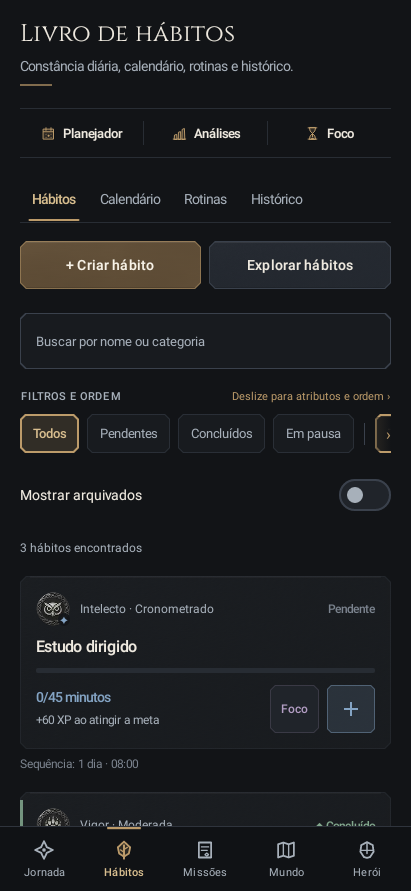 Livro de hábitos
Constância diária, calendário, rotinas e histórico.
Planejador Análises Foco
Hábitos Calendário Rotinas Histórico
+ Criar hábito Explorar hábitos
Buscar por nome ou categoria
FILTROS E ORDEM Deslize para atributos e ordem ›
Todos Pendentes Concluídos Em pausa ›
Mostrar arquivados
3 hábitos encontrados
Intelecto · Cronometrado Pendente
Estudo dirigido
0/45 minutos
+60 XP ao atingir a meta
Foco +
Sequência: 1 dia · 08:00
Vigor · Moderada Concluído
Jornada Hábitos Missões Mundo Herói